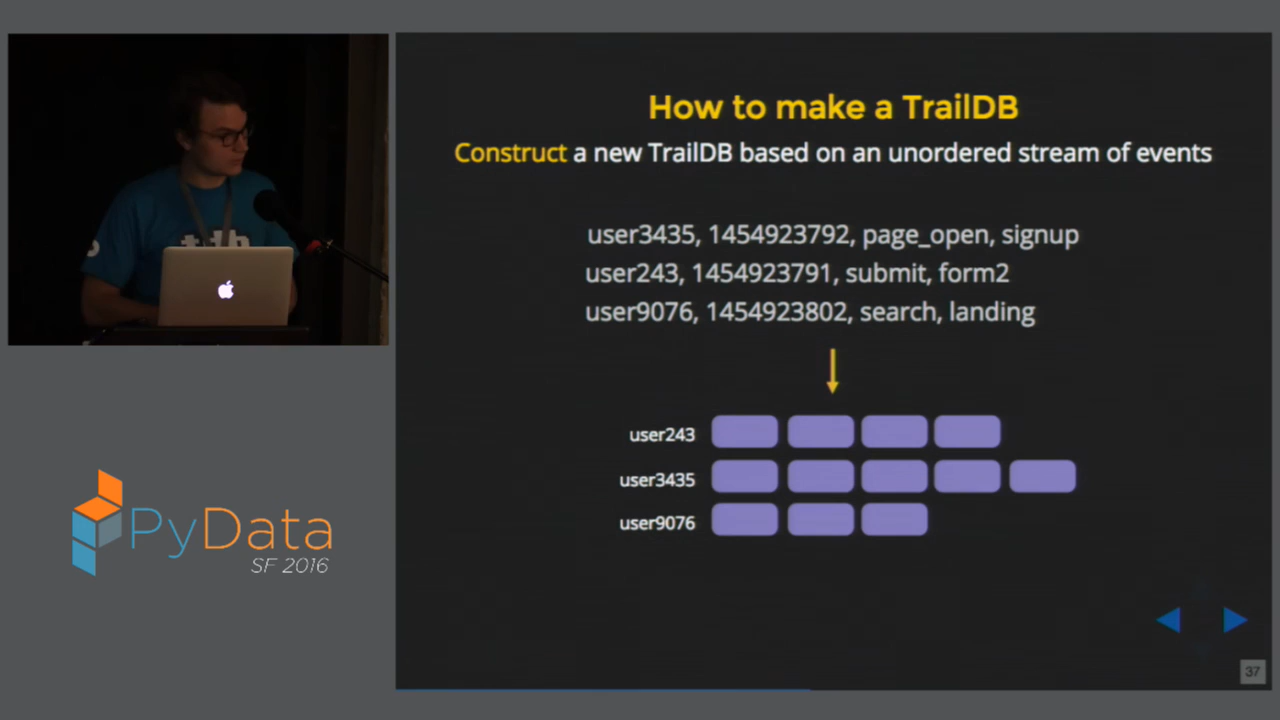 How to make a TrailDB
Construct a new TrailDB based on an unordered stream of events
user3435, 1454923792, page_open, signup
user243, 1454923791, submit, form2
user9076, 1454923802, search, landing
user243
user3435
user9076
PyData
SF 2016
37